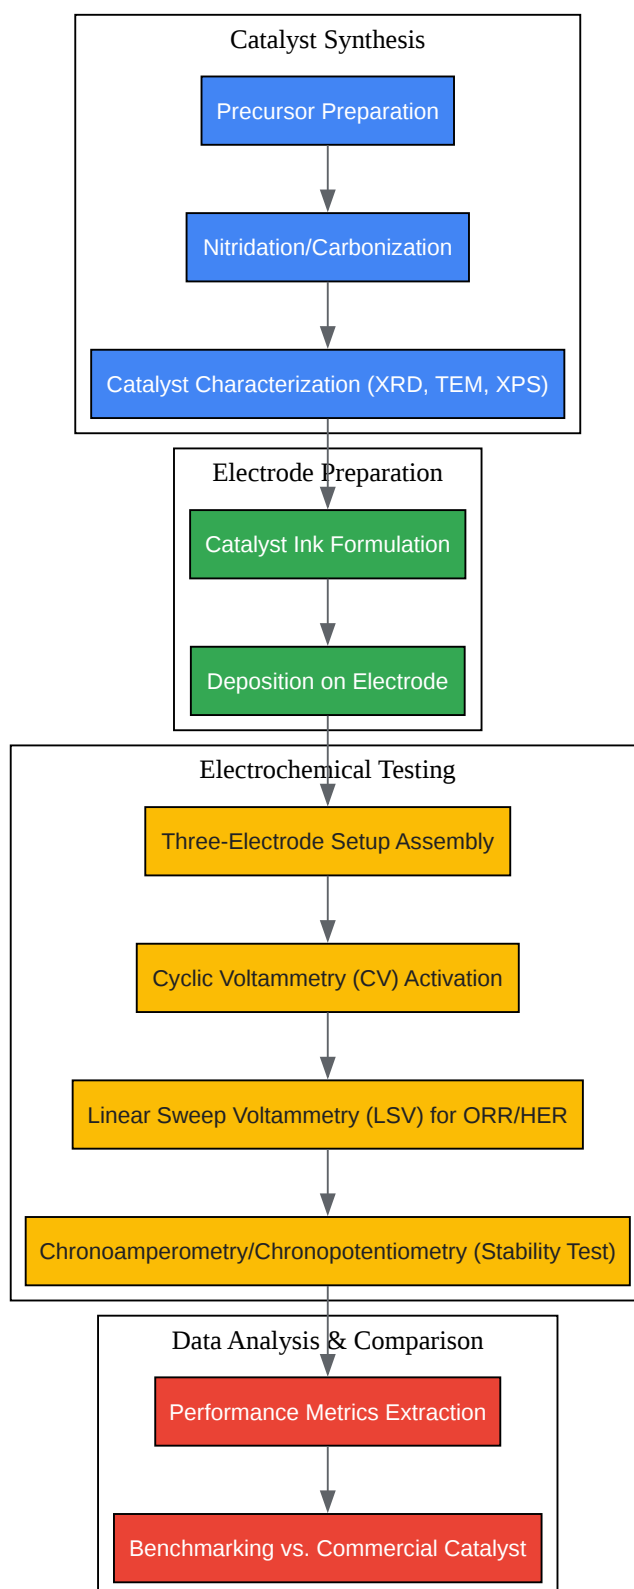 Catalyst Synthesis
Precursor Preparation
Nitridation/Carbonization
Catalyst Characterization (XRD, TEM, XPS)
Electrode Preparation
Catalyst Ink Formulation
Deposition on Electrode
Electrochemical Testing
Three-Electrode Setup Assembly
Cyclic Voltammetry (CV) Activation
Linear Sweep Voltammetry (LSV) for ORR/HER
Chronoamperometry/Chronopotentiometry (Stability Test)
Data Analysis & Comparison
Performance Metrics Extraction
Benchmarking vs. Commercial Catalyst